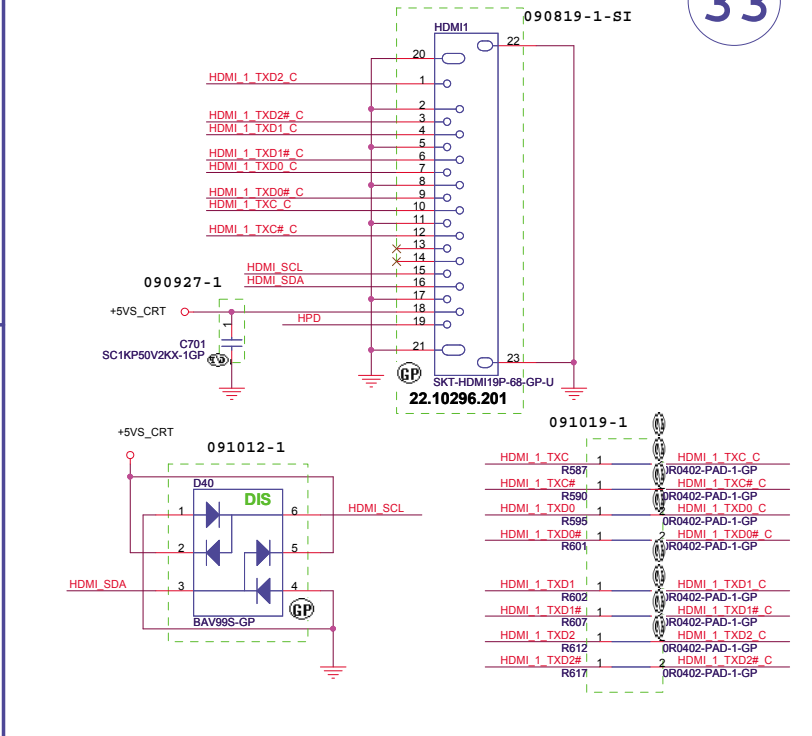 33
090819-1-SI
HDMI1
20
22
HDMI_1_TXD2_C
1
2
HDMI_1_TXD2#_C
3
HDMI_1_TXD1_C
4
5
HDMI_1_TXD1#_C
6
HDMI_1_TXD0_C
7
8
HDMI_1_TXD0#_C
9
HDMI_1_TXC_C
10
11
HDMI_1_TXC#_C
12
13
14
HDMI_SCL
15
HDMI_SDA
16
17
18
HPD
19
21
23
GP
SKT-HDMI19P-68-GP-U
22.10296.201
090927-1
+5VS_CRT
1
C701
SC1KP50V2KX-1GP
+5VS_CRT
091012-1
D40
DIS
1
6
HDMI_SCL
2
5
HDMI_SDA
3
4
GP
BAV99S-GP
091019-1
HDMI_1_TXC 1 HDMI_1_TXC_C
R587 0R0402-PAD-1-GP
HDMI_1_TXC# 1 HDMI_1_TXC#_C
R590 0R0402-PAD-1-GP
HDMI_1_TXD0 1 2 HDMI_1_TXD0_C
R595 0R0402-PAD-1-GP
HDMI_1_TXD0# 1 2 HDMI_1_TXD0#_C
R601 0R0402-PAD-1-GP
HDMI_1_TXD1 1 HDMI_1_TXD1_C
R602 0R0402-PAD-1-GP
HDMI_1_TXD1# 1 HDMI_1_TXD1#_C
R607 0R0402-PAD-1-GP
HDMI_1_TXD2 1 2 HDMI_1_TXD2_C
R612 0R0402-PAD-1-GP
HDMI_1_TXD2# 1 2 HDMI_1_TXD2#_C
R617 0R0402-PAD-1-GP